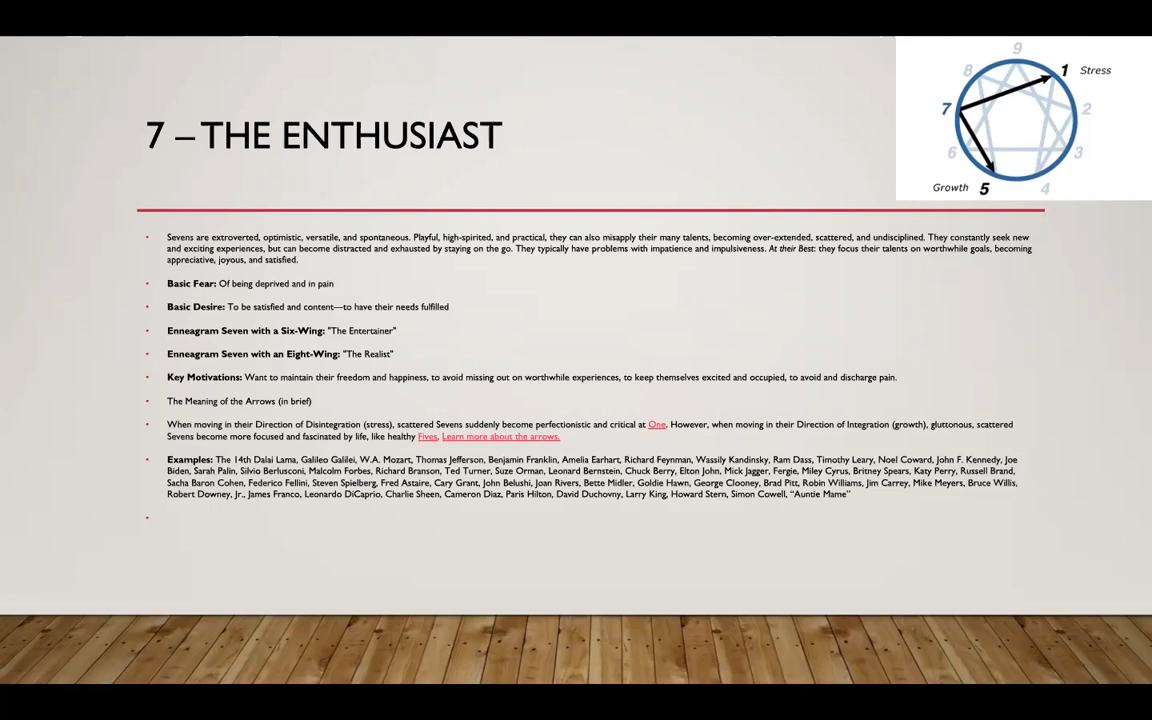 9
8
1 Stress
7
2
6
3
Growth 5
4
7 – THE ENTHUSIAST
• Sevens are extroverted, optimistic, versatile, and spontaneous. Playful, high-spirited, and practical, they can also misapply their many talents, becoming over-extended, scattered, and undisciplined. They constantly seek new
and exciting experiences, but can become distracted and exhausted by staying on the go. They typically have problems with impatience and impulsiveness. At their Best: they focus their talents on worthwhile goals, becoming
appreciative, joyous, and satisfied.
• Basic Fear: Of being deprived and in pain
• Basic Desire: To be satisfied and content—to have their needs fulfilled
• Enneagram Seven with a Six-Wing: "The Entertainer"
• Enneagram Seven with an Eight-Wing: "The Realist"
• Key Motivations: Want to maintain their freedom and happiness, to avoid missing out on worthwhile experiences, to keep themselves excited and occupied, to avoid and discharge pain.
• The Meaning of the Arrows (in brief)
• When moving in their Direction of Disintegration (stress), scattered Sevens suddenly become perfectionistic and critical at One. However, when moving in their Direction of Integration (growth), gluttonous, scattered
Sevens become more focused and fascinated by life, like healthy Fives. Learn more about the arrows.
• Examples: The 14th Dalai Lama, Galileo Galilei, W.A. Mozart, Thomas Jefferson, Benjamin Franklin, Amelia Earhart, Richard Feynman, Wassily Kandinsky, Ram Dass, Timothy Leary, Noel Coward, John F. Kennedy, Joe
Biden, Sarah Palin, Silvio Berlusconi, Malcolm Forbes, Richard Branson, Ted Turner, Suze Orman, Leonard Bernstein, Chuck Berry, Elton John, Mick Jagger, Fergie, Miley Cyrus, Britney Spears, Katy Perry, Russell Brand,
Sacha Baron Cohen, Federico Fellini, Steven Spielberg, Fred Astaire, Cary Grant, John Belushi, Joan Rivers, Bette Midler, Goldie Hawn, George Clooney, Brad Pitt, Robin Williams, Jim Carrey, Mike Meyers, Bruce Willis,
Robert Downey, Jr., James Franco, Leonardo DiCaprio, Charlie Sheen, Cameron Diaz, Paris Hilton, David Duchovny, Larry King, Howard Stern, Simon Cowell, “Auntie Mame”